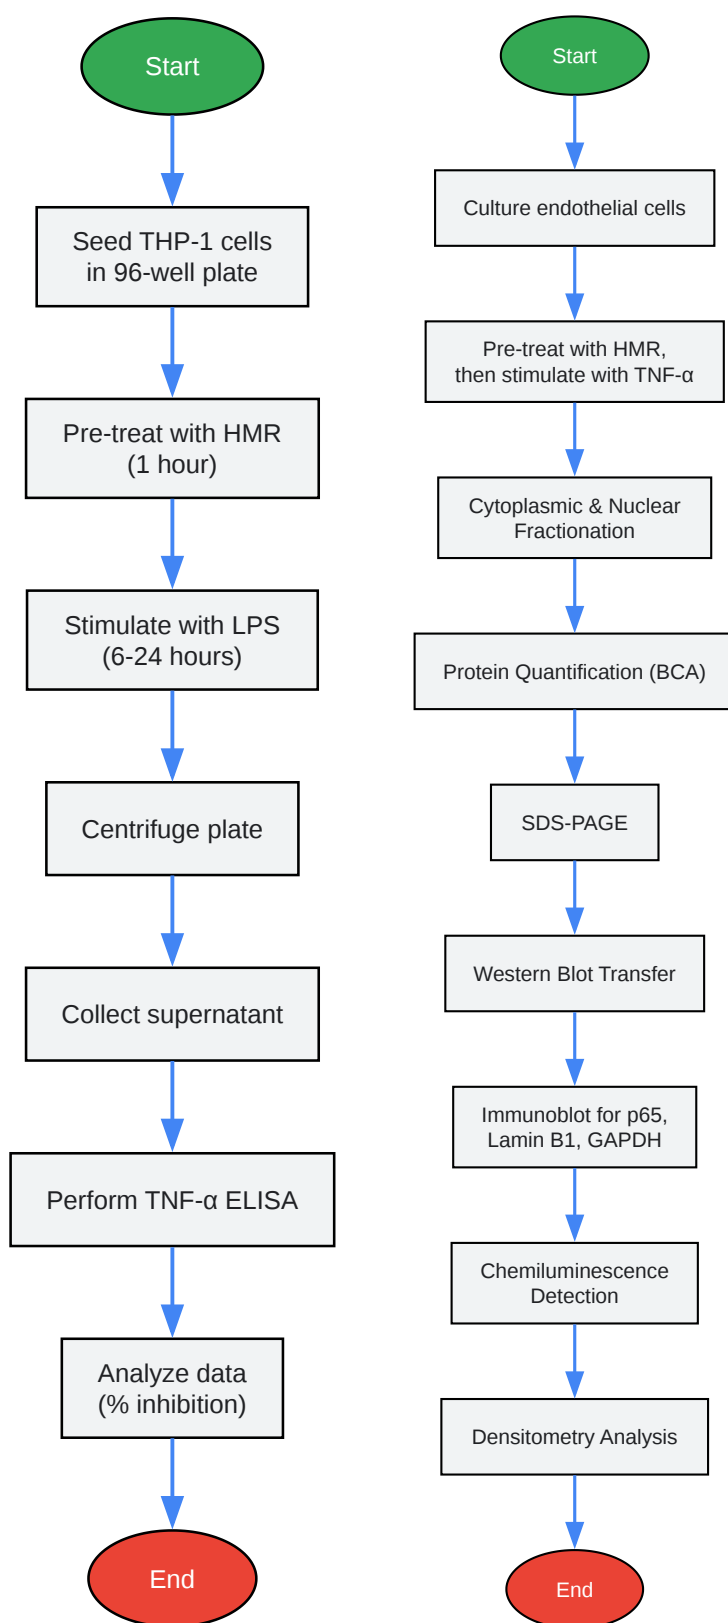 Start
Seed THP-1 cells
in 96-well plate
Pre-treat with HMR
(1 hour)
Stimulate with LPS
(6-24 hours)
Centrifuge plate
Collect supernatant
Perform TNF-α ELISA
Analyze data
(% inhibition)
End
Start
Culture endothelial cells
Pre-treat with HMR,
then stimulate with TNF-α
Cytoplasmic & Nuclear
Fractionation
Protein Quantification (BCA)
SDS-PAGE
Western Blot Transfer
Immunoblot for p65,
Lamin B1, GAPDH
Chemiluminescence
Detection
Densitometry Analysis
End